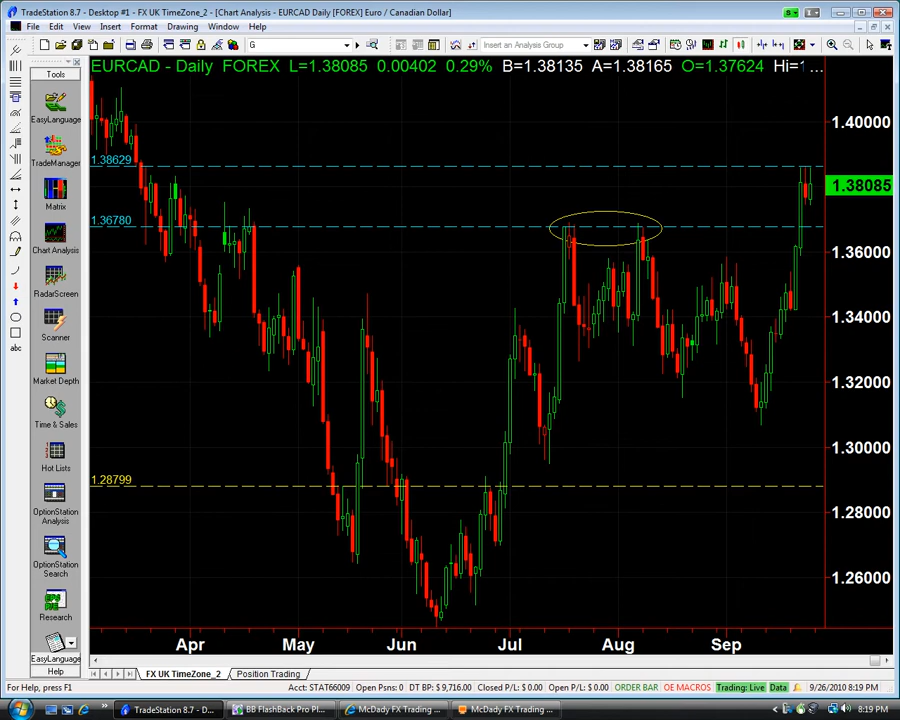 TradeStation 8.7 - Desktop #1 - FX UK TimeZone_2 - [Chart Analysis - EURCAD Daily [FOREX] Euro / Canadian Dollar]
File Edit View Insert Format Drawing Window Help
G
Insert an Analysis Group
Tools
EURCAD - Daily FOREX L=1.38085 0.00402 0.29% B=1.38135 A=1.38165 O=1.37624 Hi=1 ...
EasyLanguage
TradeManager
Matrix
Chart Analysis
RadarScreen
Scanner
Market Depth
Time & Sales
Hot Lists
OptionStation
Analysis
OptionStation
Search
Research
EasyLanguage
Help
abc
1.38629
1.36780
1.28799
1.40000
1.38085
1.36000
1.34000
1.32000
1.30000
1.28000
1.26000
Apr May Jun Jul Aug Sep
FX UK TimeZone_2 Position Trading
For Help, press F1
Acct: STAT66009 Open Psns: 0 DT BP: $9,716.00 Closed P/L: $ 0.00 Open P/L: $ 0.00 ORDER BAR OE MACROS Trading: Live Data 9/26/2010 8:19 PM
TradeStation 8.7 - D... BB FlashBack Pro Pl... McDady FX Trading ... McDady FX Trading ... 8:19 PM